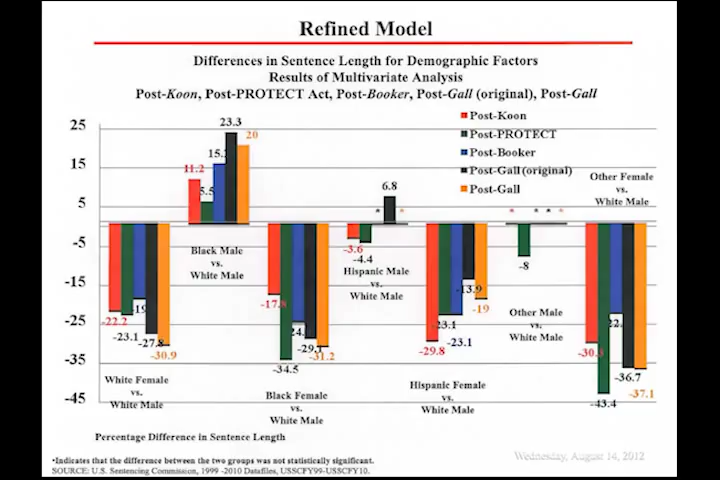 Refined Model
Differences in Sentence Length for Demographic Factors
Results of Multivariate Analysis
Post-Koon, Post-PROTECT Act, Post-Booker, Post-Gall (original), Post-Gall
Post-Koon
Post-PROTECT
Post-Booker
Post-Gall (original)
Post-Gall
25
15
5
-5
-15
-25
-35
-45
-22.2
-23.1
-27.8
-30.9
White Female
vs.
White Male
11.2
5.5
23.3
20
Black Male
vs.
White Male
-34.5
-31.2
Black Female
vs.
White Male
-3.6
-4.4
*
6.8
*
Hispanic Male
vs.
White Male
-29.8
-23.1
-13.9
-19
Hispanic Female
vs.
White Male
*
-8
* * *
Other Male
vs.
White Male
Other Female
vs.
White Male
-43.4
-36.7
-37.1
Percentage Difference in Sentence Length
*Indicates that the difference between the two groups was not statistically significant.
SOURCE: U.S. Sentencing Commission, 1999 -2010 Datafiles, USSCFY99-USSCFY10.
Wednesday, August 14, 2012